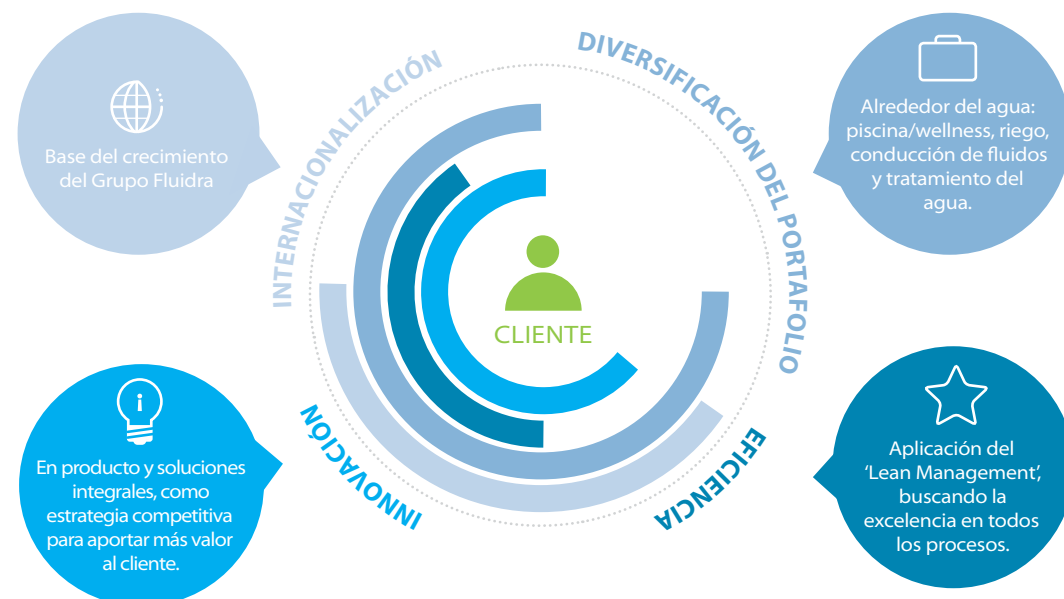 INTERNACIONALIZACIÓN
Base del crecimiento
del Grupo Fluidra
DIVERSIFICACIÓN DEL PORTAFOLIO
Alrededor del agua:
piscina/wellness, riego,
conducción de fluidos
y tratamiento del
agua.
CLIENTE
INNOVACIÓN
En producto y soluciones
integrales, como
estrategia competitiva
para aportar más valor
al cliente.
EFICIENCIA
Aplicación del
‘Lean Management’,
buscando la
excelencia en todos
los procesos.